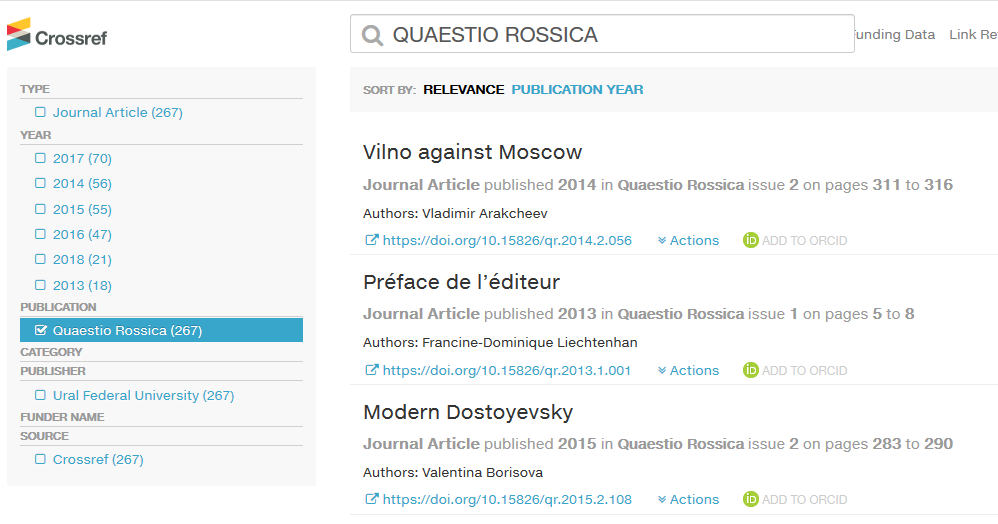 Crossref
QUAESTIO ROSSICA
unding Data Link Re
TYPE
Journal Article (267)
YEAR
2017 (70)
2014 (56)
2015 (55)
2016 (47)
2018 (21)
2013 (18)
PUBLICATION
Quaestio Rossica (267)
CATEGORY
PUBLISHER
Ural Federal University (267)
FUNDER NAME
SOURCE
Crossref (267)
SORT BY: RELEVANCE PUBLICATION YEAR
Vilno against Moscow
Journal Article published 2014 in Quaestio Rossica issue 2 on pages 311 to 316
Authors: Vladimir Arakcheev
https://doi.org/10.15826/qr.2014.2.056 Actions iD ADD TO ORCID
Préface de l’éditeur
Journal Article published 2013 in Quaestio Rossica issue 1 on pages 5 to 8
Authors: Francine-Dominique Liechtenhan
https://doi.org/10.15826/qr.2013.1.001 Actions iD ADD TO ORCID
Modern Dostoyevsky
Journal Article published 2015 in Quaestio Rossica issue 2 on pages 283 to 290
Authors: Valentina Borisova
https://doi.org/10.15826/qr.2015.2.108 Actions iD ADD TO ORCID